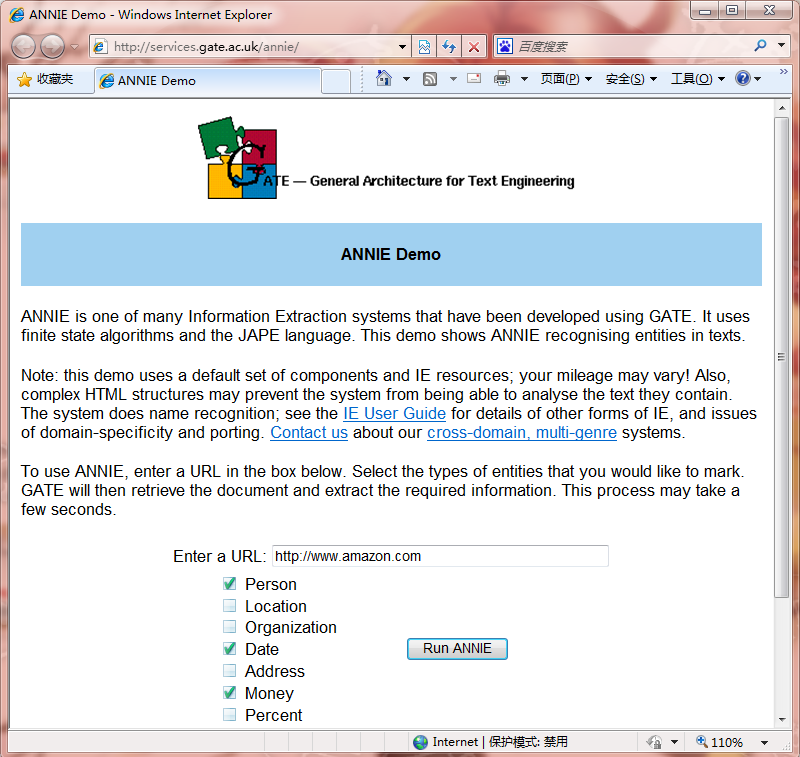 ANNIE Demo - Windows Internet Explorer
http://services.gate.ac.uk/annie/
百度搜索
收藏夹
ANNIE Demo
页面(P)
安全(S)
工具(O)
GATE — General Architecture for Text Engineering
ANNIE Demo
ANNIE is one of many Information Extraction systems that have been developed using GATE. It uses
finite state algorithms and the JAPE language. This demo shows ANNIE recognising entities in texts.
Note: this demo uses a default set of components and IE resources; your mileage may vary! Also,
complex HTML structures may prevent the system from being able to analyse the text they contain.
The system does name recognition; see the IE User Guide for details of other forms of IE, and issues
of domain-specificity and porting. Contact us about our cross-domain, multi-genre systems.
To use ANNIE, enter a URL in the box below. Select the types of entities that you would like to mark.
GATE will then retrieve the document and extract the required information. This process may take a
few seconds.
Enter a URL: http://www.amazon.com
Person
Location
Organization
Date
Run ANNIE
Address
Money
Percent
Internet | 保护模式: 禁用
110%